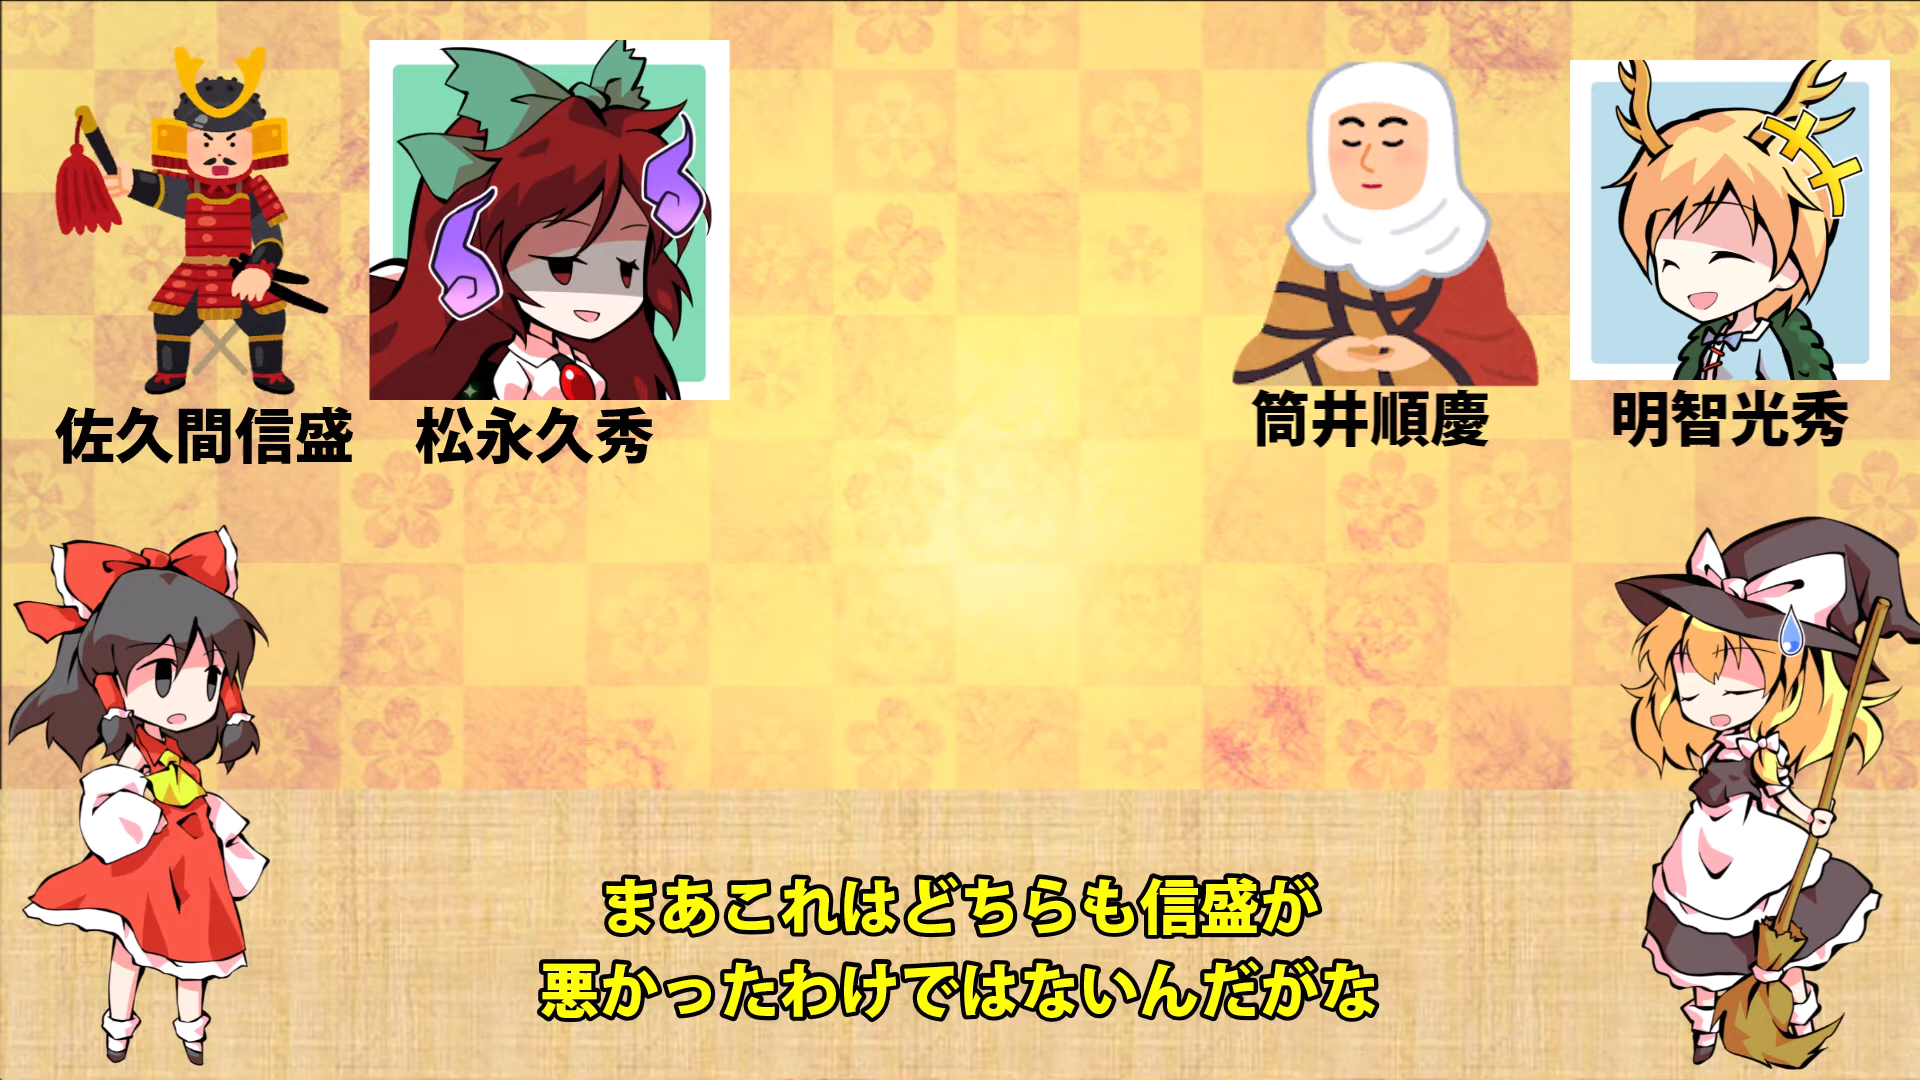 佐久間信盛
松永久秀
筒井順慶
明智光秀
まあこれはどちらも信盛が
悪かったわけではないんだがな